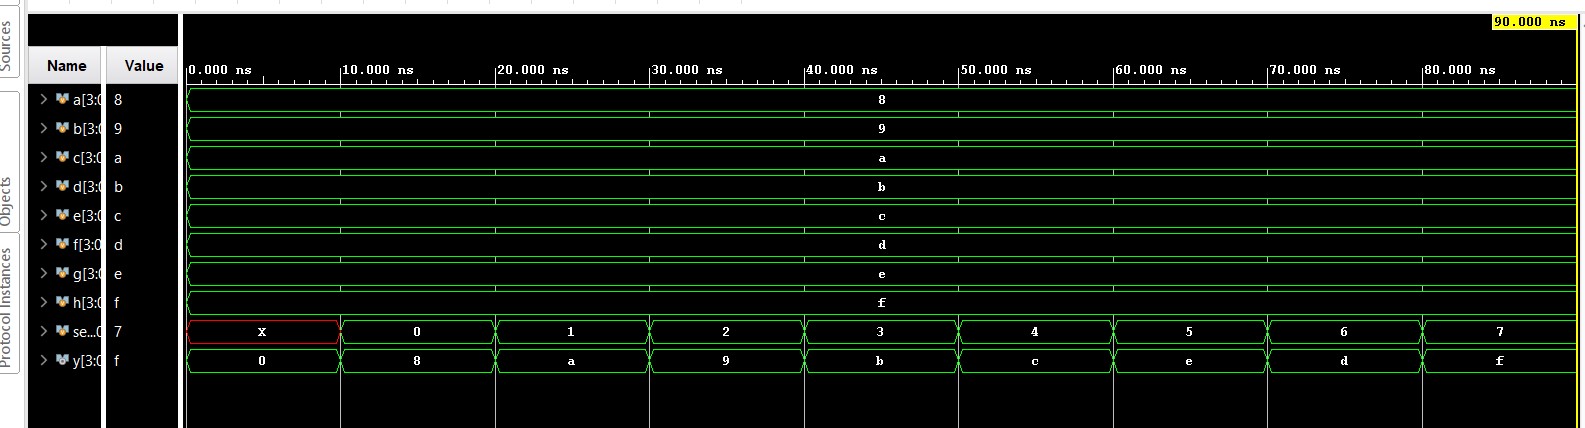 Sources
Objects
Protocol Instances
90.000 ns
Name Value 0.000 ns 10.000 ns 20.000 ns 30.000 ns 40.000 ns 50.000 ns 60.000 ns 70.000 ns 80.000 ns
a[3:0 8 8
b[3:0 9 9
c[3:0 a a
d[3:0 b b
e[3:0 c c
f[3:0 d d
g[3:0 e e
h[3:0 f f
se...0 7 X 0 1 2 3 4 5 6 7
y[3:0 f 0 8 a 9 b c e d f